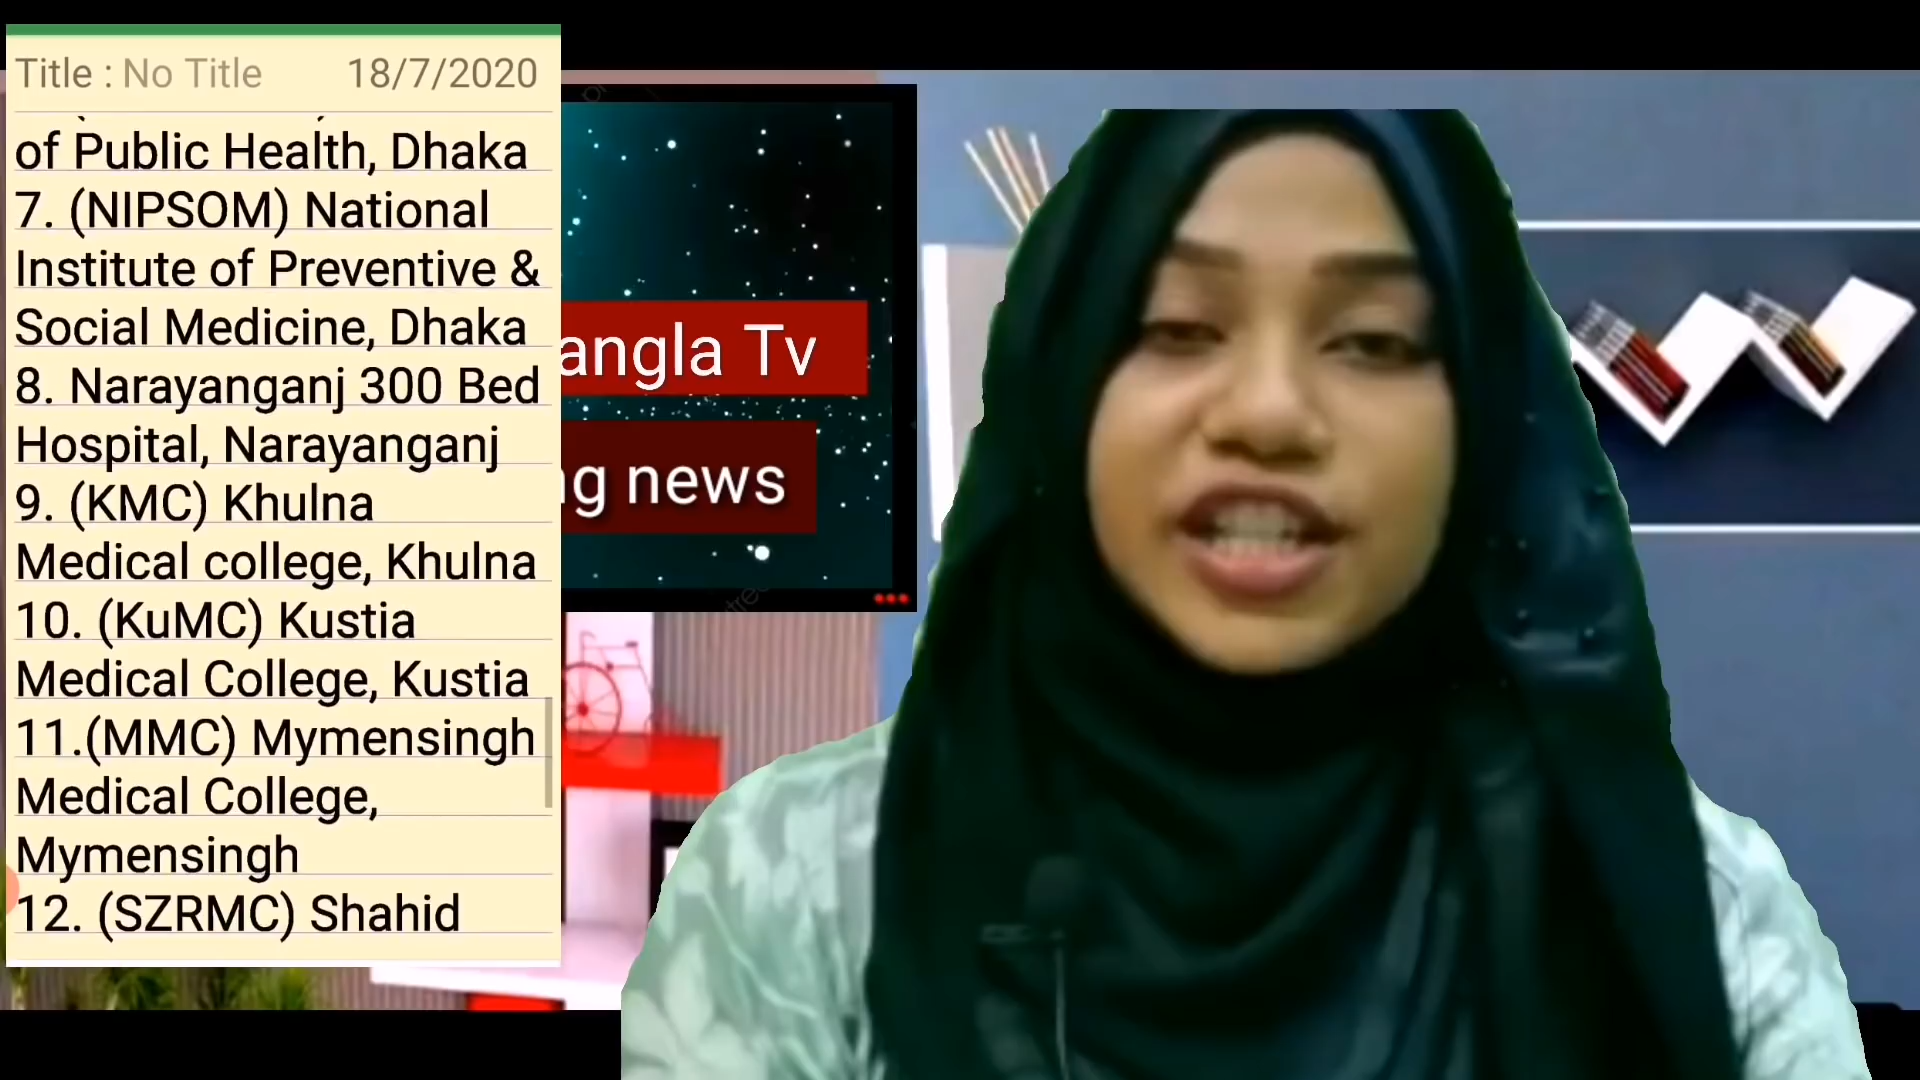 Title : No Title 18/7/2020
of Public Health, Dhaka
7. (NIPSOM) National
Institute of Preventive &
Social Medicine, Dhaka
8. Narayanganj 300 Bed
Hospital, Narayanganj
9. (KMC) Khulna
Medical college, Khulna
10. (KuMC) Kustia
Medical College, Kustia
11.(MMC) Mymensingh
Medical College,
Mymensingh
12. (SZRMC) Shahid
angla Tv
ng news